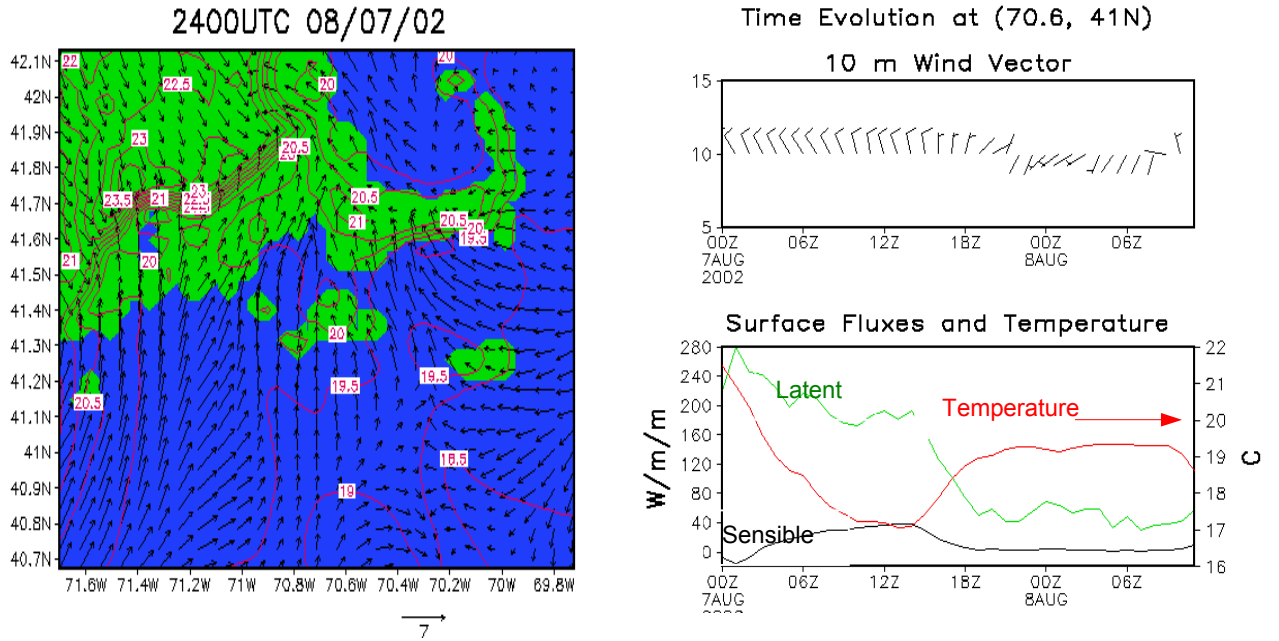 2400UTC 08/07/02
42.1N
42N
41.9N
41.8N
41.7N
41.6N
41.5N
41.4N
41.3N
41.2N
41.1N
41N
40.9N
40.8N
40.7N
22
22.5
20
20
23
20.5
23.5
21
23
20.5
21
20.5
20
19.5
21
20
20
19.5
19.5
20.5
18.5
19
71.6W
71.4W
71.2W
71W
70.8W
70.6W
70.4W
70.2W
70W
69.8W
7
Time Evolution at (70.6, 41N)
10 m Wind Vector
15
10
5
00Z
7AUG
2002
06Z
12Z
18Z
00Z
8AUG
06Z
Surface Fluxes and Temperature
W/m/m
280
240
200
160
120
80
40
0
Latent
Temperature
Sensible
22
21
20
19
18
17
16
C
00Z
7AUG
06Z
12Z
18Z
00Z
8AUG
06Z